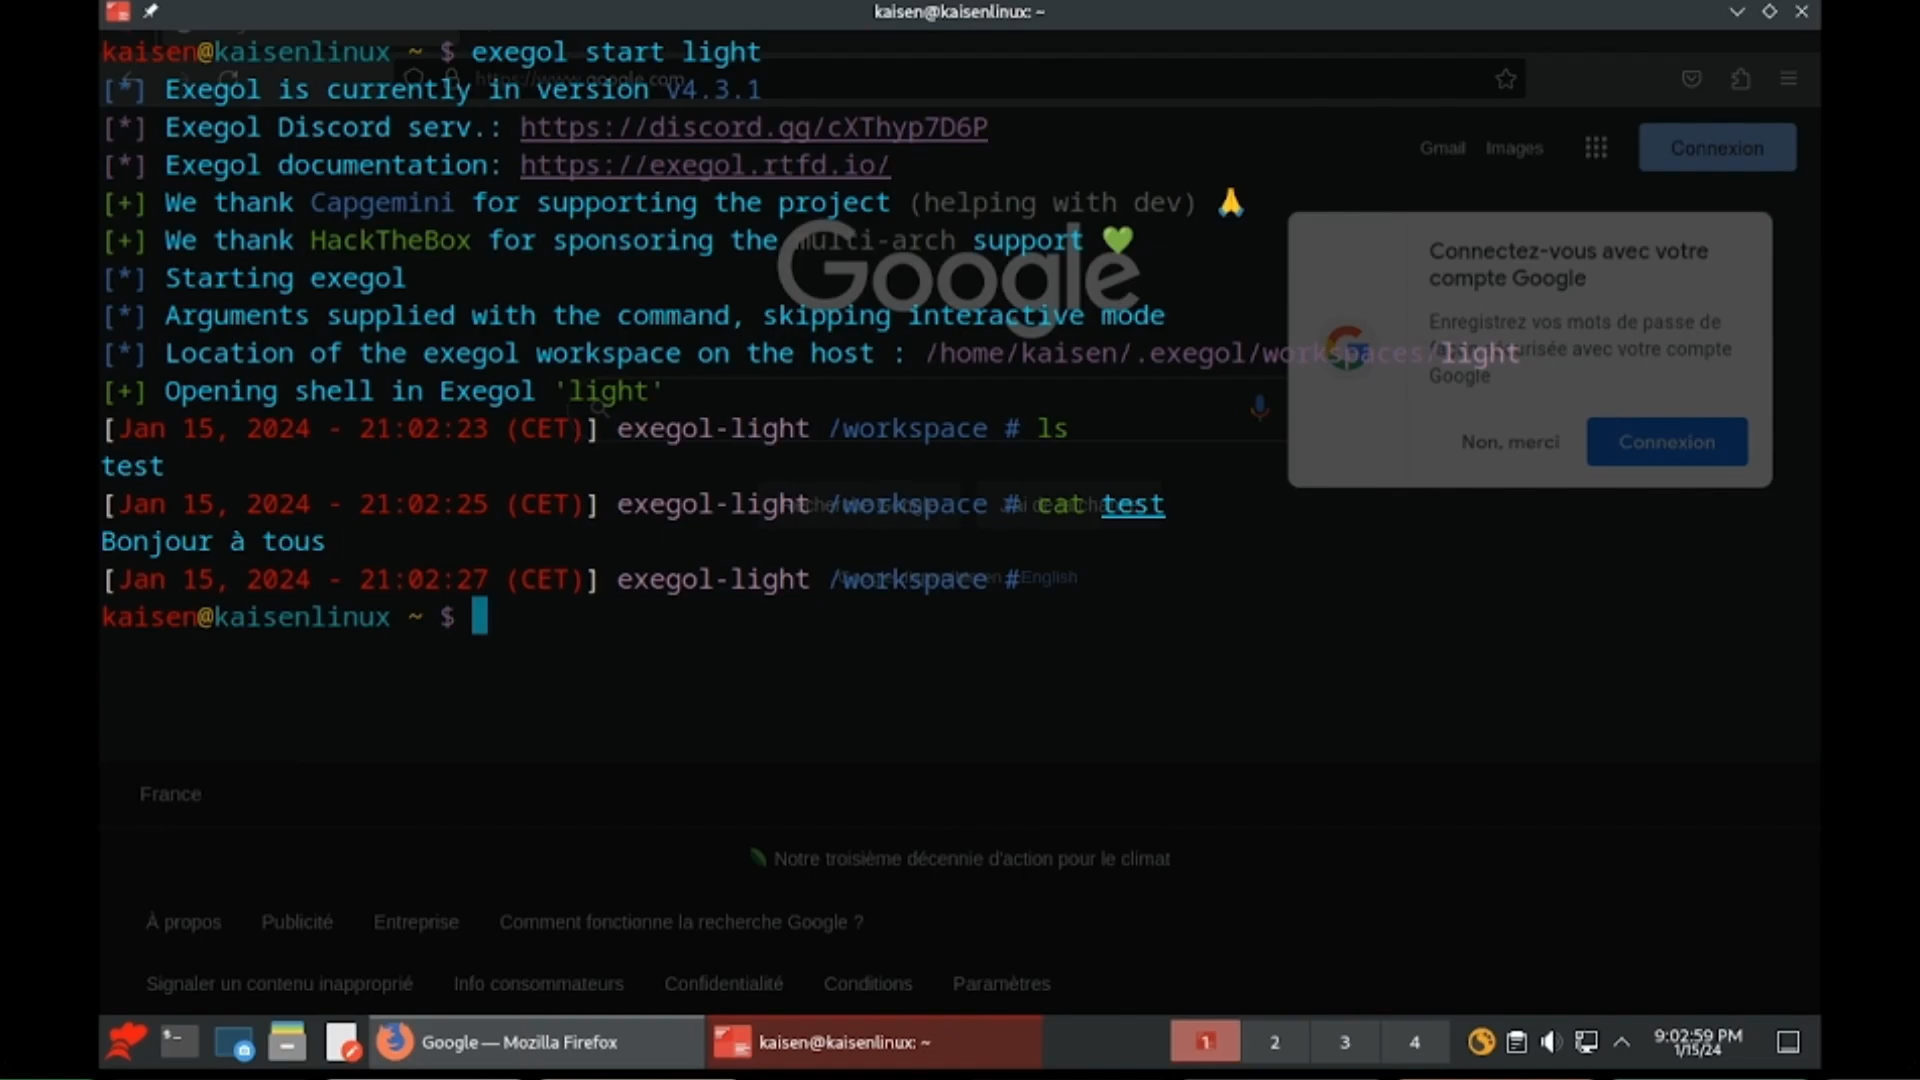 kaisen@kaisenlinux: ~
kaisen@kaisenlinux ~ $ exegol start light
https://www.google.com
[*] Exegol is currently in version v4.3.1
[*] Exegol Discord serv.: https://discord.gg/cXThyp7D6P
Gmail Images Connexion
[*] Exegol documentation: https://exegol.rtfd.io/
[+] We thank Capgemini for supporting the project (helping with dev) 🙏
[+] We thank HackTheBox for sponsoring the multi-arch support 💚
Google
[*] Starting exegol
[*] Arguments supplied with the command, skipping interactive mode
[*] Location of the exegol workspace on the host : /home/kaisen/.exegol/workspaces/light
[+] Opening shell in Exegol 'light'
[Jan 15, 2024 - 21:02:23 (CET)] exegol-light /workspace # ls
test
[Jan 15, 2024 - 21:02:25 (CET)] exegol-light /workspace # cat test
Bonjour à tous
[Jan 15, 2024 - 21:02:27 (CET)] exegol-light /workspace #
English
kaisen@kaisenlinux ~ $
Connectez-vous avec votre
compte Google
Enregistrez vos mots de passe de
avec votre compte
Google
Non, merci Connexion
France
Notre troisième décennie d'action pour le climat
À propos Publicité Entreprise Comment fonctionne la recherche Google ?
Signaler un contenu inapproprié Info consommateurs Confidentialité Conditions Paramètres
Google — Mozilla Firefox kaisen@kaisenlinux: ~ 1 2 3 4 9:02:59 PM
1/15/24